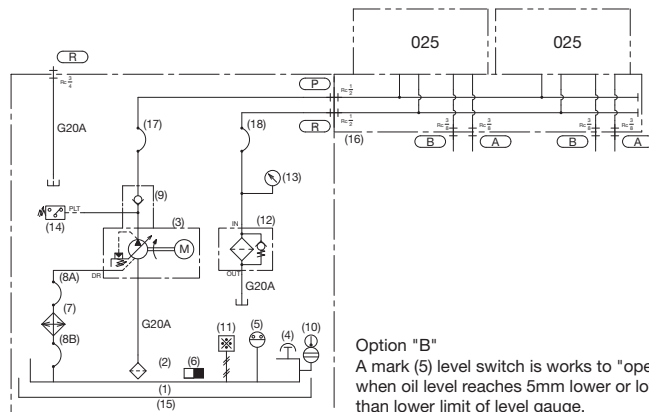 025
025
R
Rc 3/4
P
Rc 1/2
G20A
(17)
(18)
R
Rc 1/2
(16)
Rc 3/8
Rc 3/8
Rc 3/8
Rc 3/8
B
A
B
A
(13)
(9)
PLT
(14)
(3)
IN
(12)
M
DR
OUT
(8A)
G20A
(7)
G20A
(8B)
(11)
(5)
(4)
(10)
(2)
(6)
(1)
(15)
Option "B"
A mark (5) level switch is works to "ope
when oil level reaches 5mm lower or lo
than lower limit of level gauge.